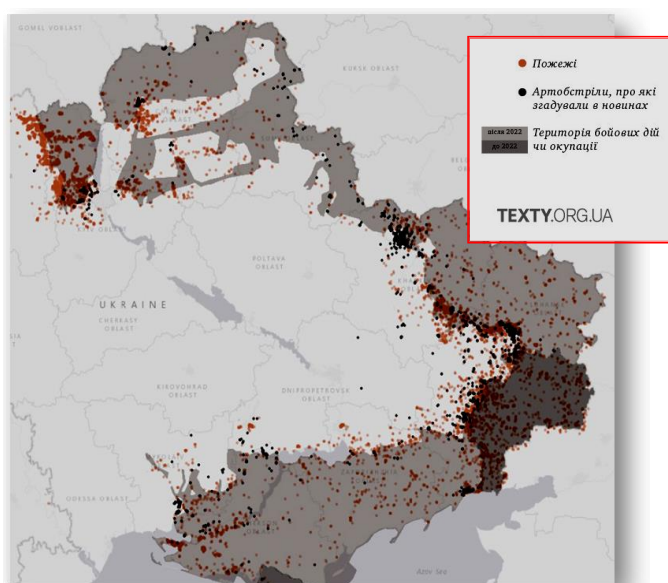 GOMEL VOBLAST
KURSK OBLAST
Пожежі
Артобстріли, про які
згадували в новинах
після 2022
до 2022
Територія бойових дій
чи окупації
TEXTY.ORG.UA
POLTAVA
OBLAST
UKRAINE
CHERKASY
OBLAST
KIROVOHRAD
OBLAST
DNIPROPETROVSK
OBLAST
ODESSA OBLAST
Azov Sea